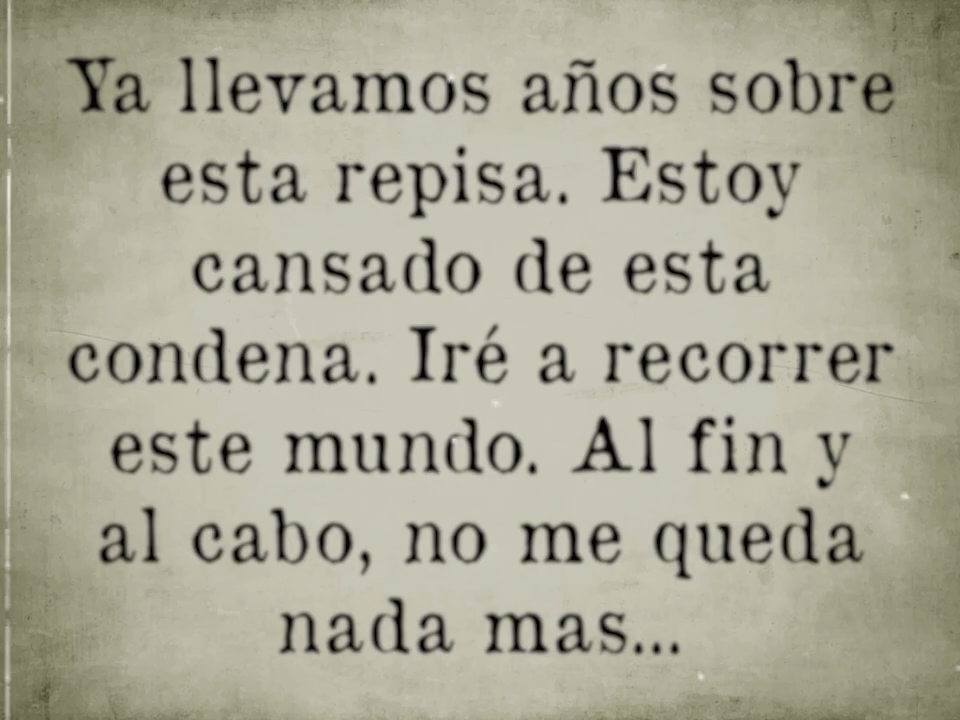 Ya llevamos años sobre
esta repisa. Estoy
cansado de esta
condena. Iré a recorrer
este mundo. Al fin y
al cabo, no me queda
nada mas...